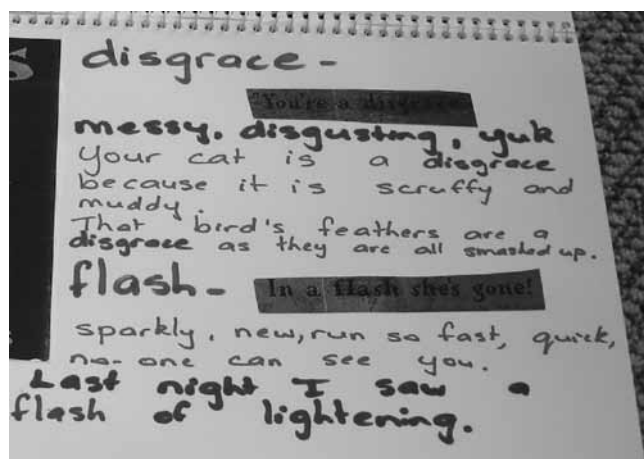 disgrace -
"You're a disgrace
messy, disgusting, yuk
Your cat is a disgrace
because it is scruffy and
muddy.
That bird's feathers are a
disgrace as they are all smashed up.
flash - In a flash she's gone!
sparkly, new, run so fast, quick,
no-one can see you.
Last night I saw a
flash of lightening.